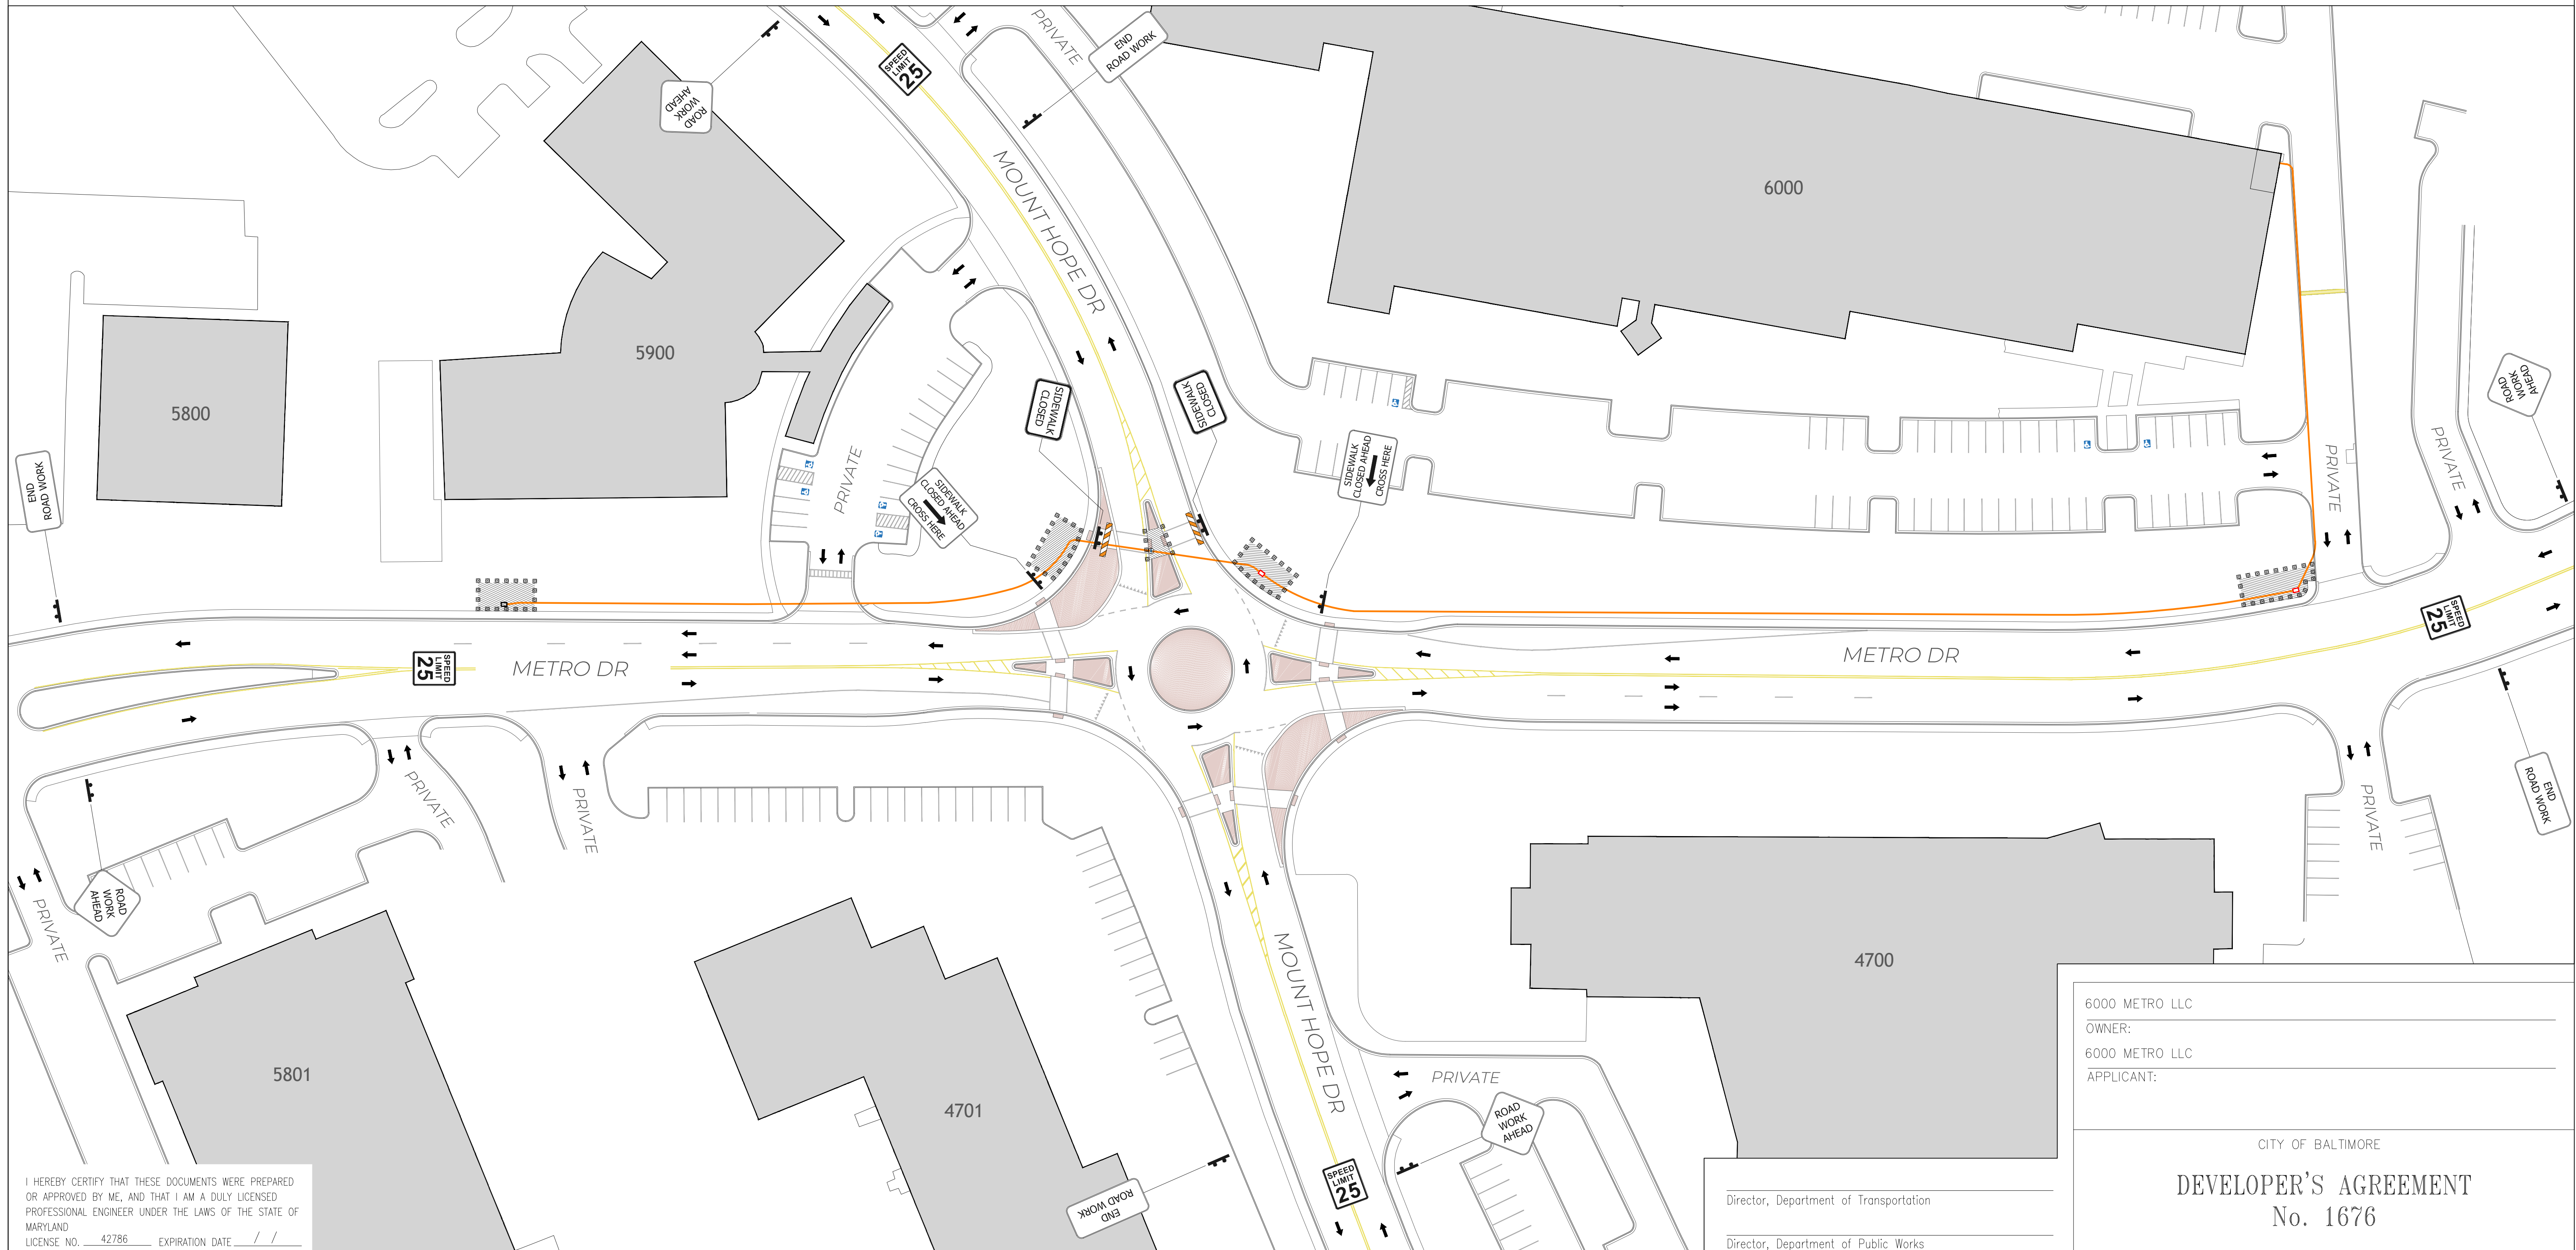 ROAD
WORK
AHEAD
SPEED
LIMIT
25
PRIVATE
END
ROAD WORK
MOUNT HOPE DR
6000
5900
5800
SIDEWALK
CLOSED
SIDEWALK
CLOSED
SIDEWALK
CLOSED AHEAD
CROSS HERE
SIDEWALK
CLOSED AHEAD
CROSS HERE
PRIVATE
PRIVATE
PRIVATE
ROAD
WORK
AHEAD
END
ROAD WORK
SPEED
LIMIT
25
METRO DR
METRO DR
SPEED
LIMIT
25
PRIVATE
PRIVATE
PRIVATE
END
ROAD WORK
ROAD
WORK
AHEAD
PRIVATE
MOUNT HOPE DR
4700
5801
4701
PRIVATE
ROAD
WORK
AHEAD
END
ROAD WORK
SPEED
LIMIT
25
I HEREBY CERTIFY THAT THESE DOCUMENTS WERE PREPARED
OR APPROVED BY ME, AND THAT I AM A DULY LICENSED
PROFESSIONAL ENGINEER UNDER THE LAWS OF THE STATE OF
MARYLAND
LICENSE NO. 42786 EXPIRATION DATE / /
Director, Department of Transportation
Director, Department of Public Works
6000 METRO LLC
OWNER:
6000 METRO LLC
APPLICANT:
CITY OF BALTIMORE
DEVELOPER'S AGREEMENT
No. 1676